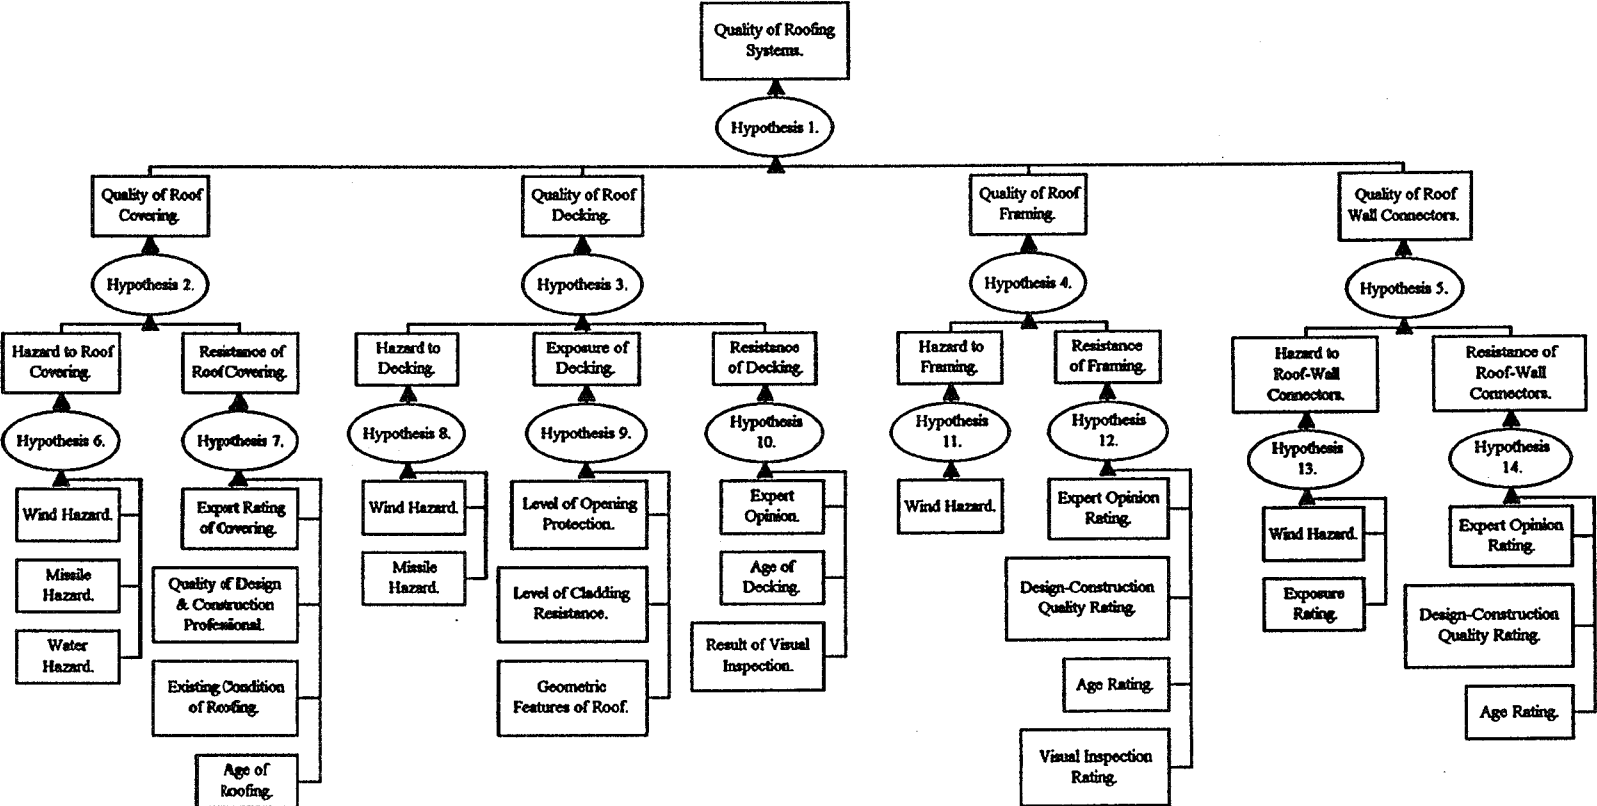 Quality of Roofing
Systems.
Hypothesis 1.
Quality of Roof
Covering.
Quality of Roof
Decking.
Quality of Roof
Framing.
Quality of Roof
Wall Connectors.
Hypothesis 2.
Hypothesis 3.
Hypothesis 4.
Hypothesis 5.
Hazard to Roof
Covering.
Resistance of
Roof Covering.
Hazard to
Decking.
Exposure of
Decking.
Resistance
of Decking.
Hazard to
Framing.
Resistance
of Framing.
Hazard to
Roof-Wall
Connectors.
Resistance of
Roof-Wall
Connectors.
Hypothesis 6.
Hypothesis 7.
Hypothesis 8.
Hypothesis 9.
Hypothesis
10.
Hypothesis
11.
Hypothesis
12.
Hypothesis
13.
Hypothesis
14.
Wind Hazard.
Missile
Hazard.
Water
Hazard.
Expert Rating
of Covering.
Quality of Design
& Construction
Professional.
Existing Condition
of Roofing.
Age of
Roofing.
Wind Hazard.
Missile
Hazard.
Level of Opening
Protection.
Level of Cladding
Resistance.
Geometric
Features of Roof.
Expert
Opinion.
Age of
Decking.
Result of Visual
Inspection.
Wind Hazard.
Expert Opinion
Rating.
Design-Construction
Quality Rating.
Age Rating.
Visual Inspection
Rating.
Wind Hazard.
Exposure
Rating.
Expert Opinion
Rating.
Design-Construction
Quality Rating.
Age Rating.